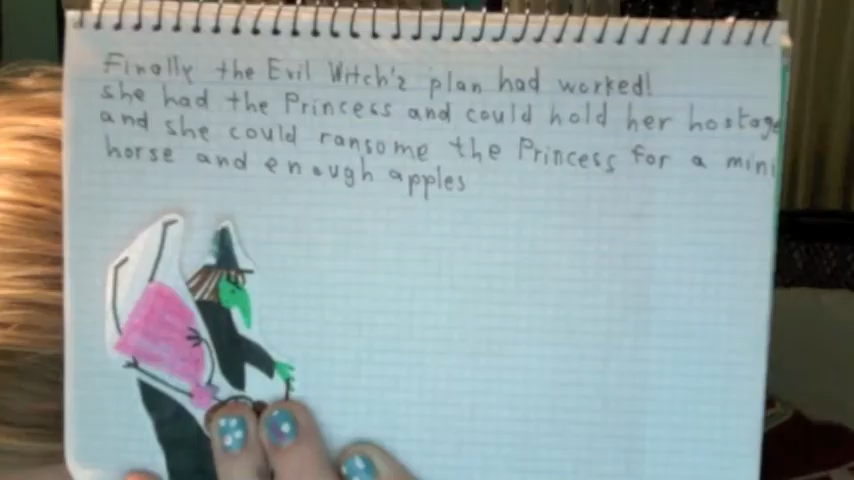 Finally the Evil Witch's plan had worked!
she had the Princess and could hold her hostage
and she could ransome the Princess for a mini
horse and enough apples